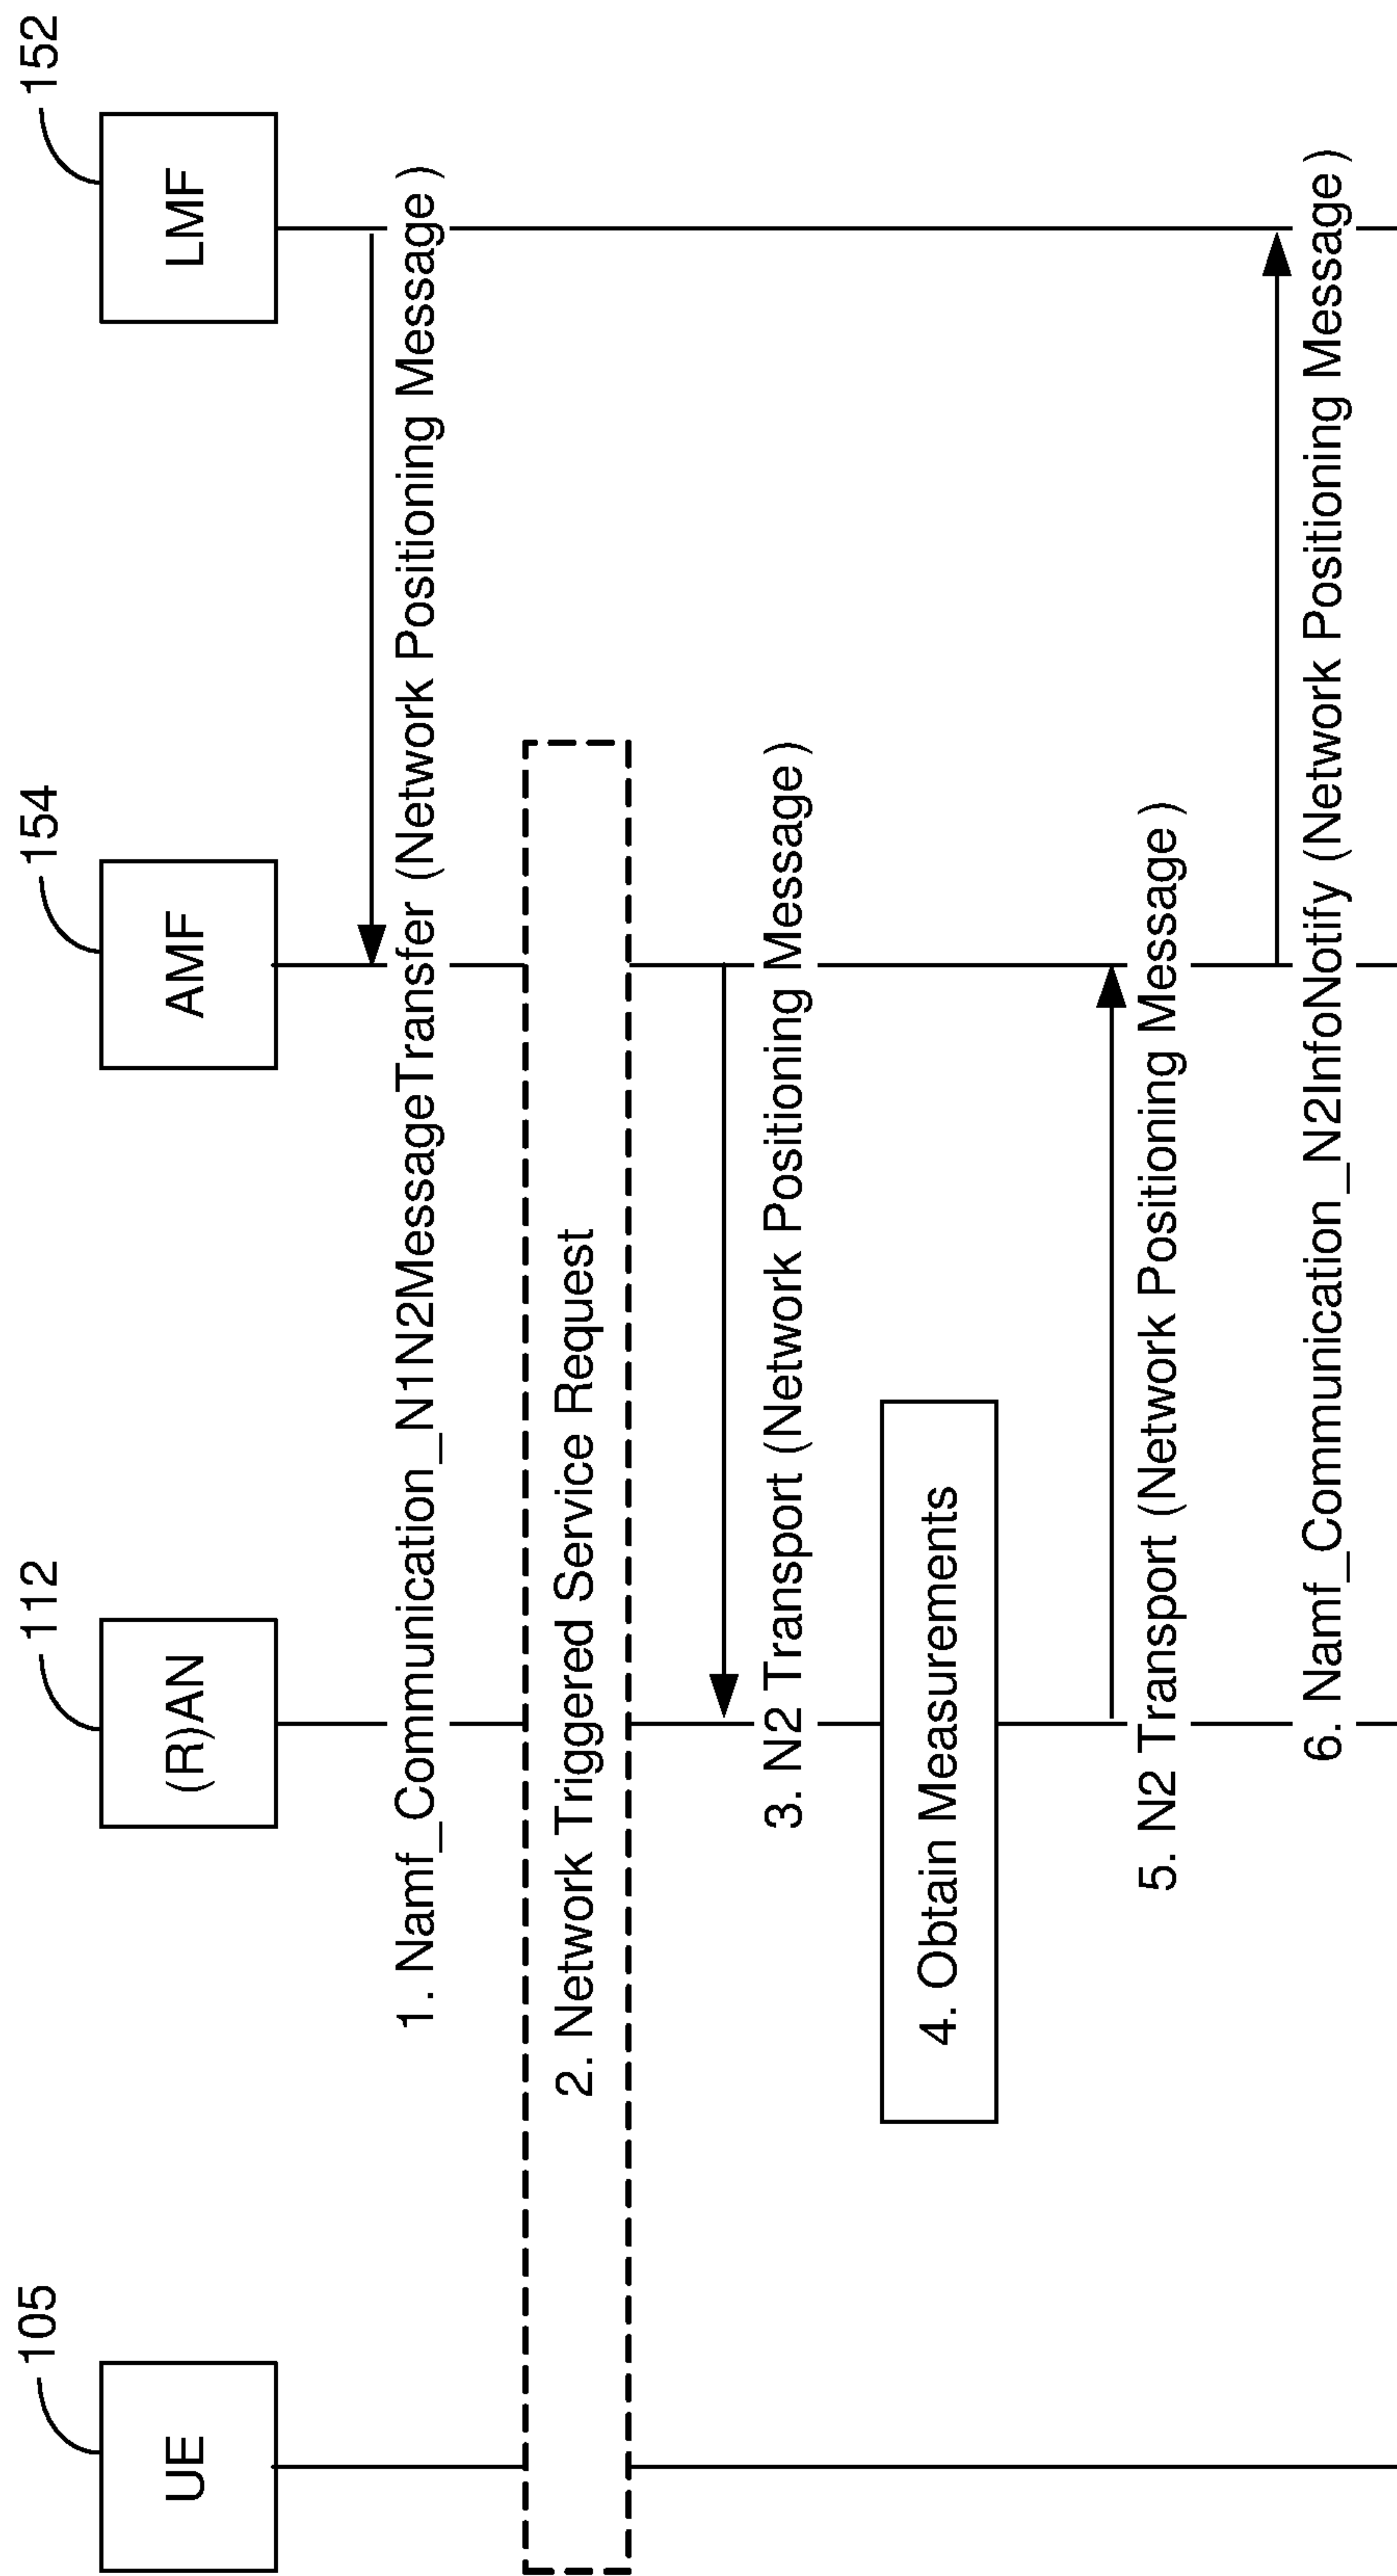 105
112
154
152
UE
(R)AN
AMF
LMF
1. Namf_Communication_N1N2MessageTransfer (Network Positioning Message)
2. Network Triggered Service Request
3. N2 Transport (Network Positioning Message)
4. Obtain Measurements
5. N2 Transport (Network Positioning Message)
6. Namf_Communication_N2InfoNotify (Network Positioning Message)